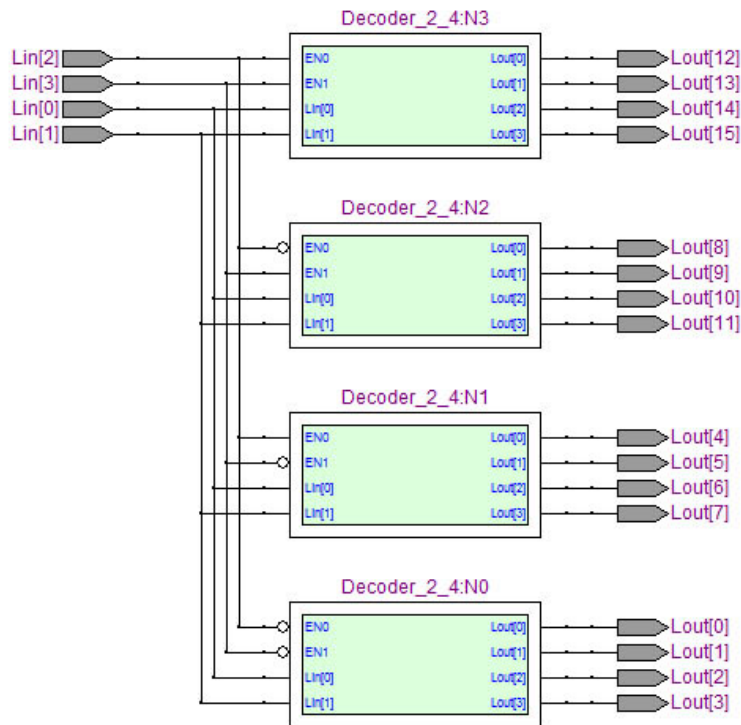 Decoder_2_4:N3
Lin[2] EN0 Lout[0] Lout[12]
Lin[3] EN1 Lout[1] Lout[13]
Lin[0] Lin[0] Lout[2] Lout[14]
Lin[1] Lin[1] Lout[3] Lout[15]
Decoder_2_4:N2
EN0 Lout[0] Lout[8]
EN1 Lout[1] Lout[9]
Lin[0] Lout[2] Lout[10]
Lin[1] Lout[3] Lout[11]
Decoder_2_4:N1
EN0 Lout[0] Lout[4]
EN1 Lout[1] Lout[5]
Lin[0] Lout[2] Lout[6]
Lin[1] Lout[3] Lout[7]
Decoder_2_4:N0
EN0 Lout[0] Lout[0]
EN1 Lout[1] Lout[1]
Lin[0] Lout[2] Lout[2]
Lin[1] Lout[3] Lout[3]